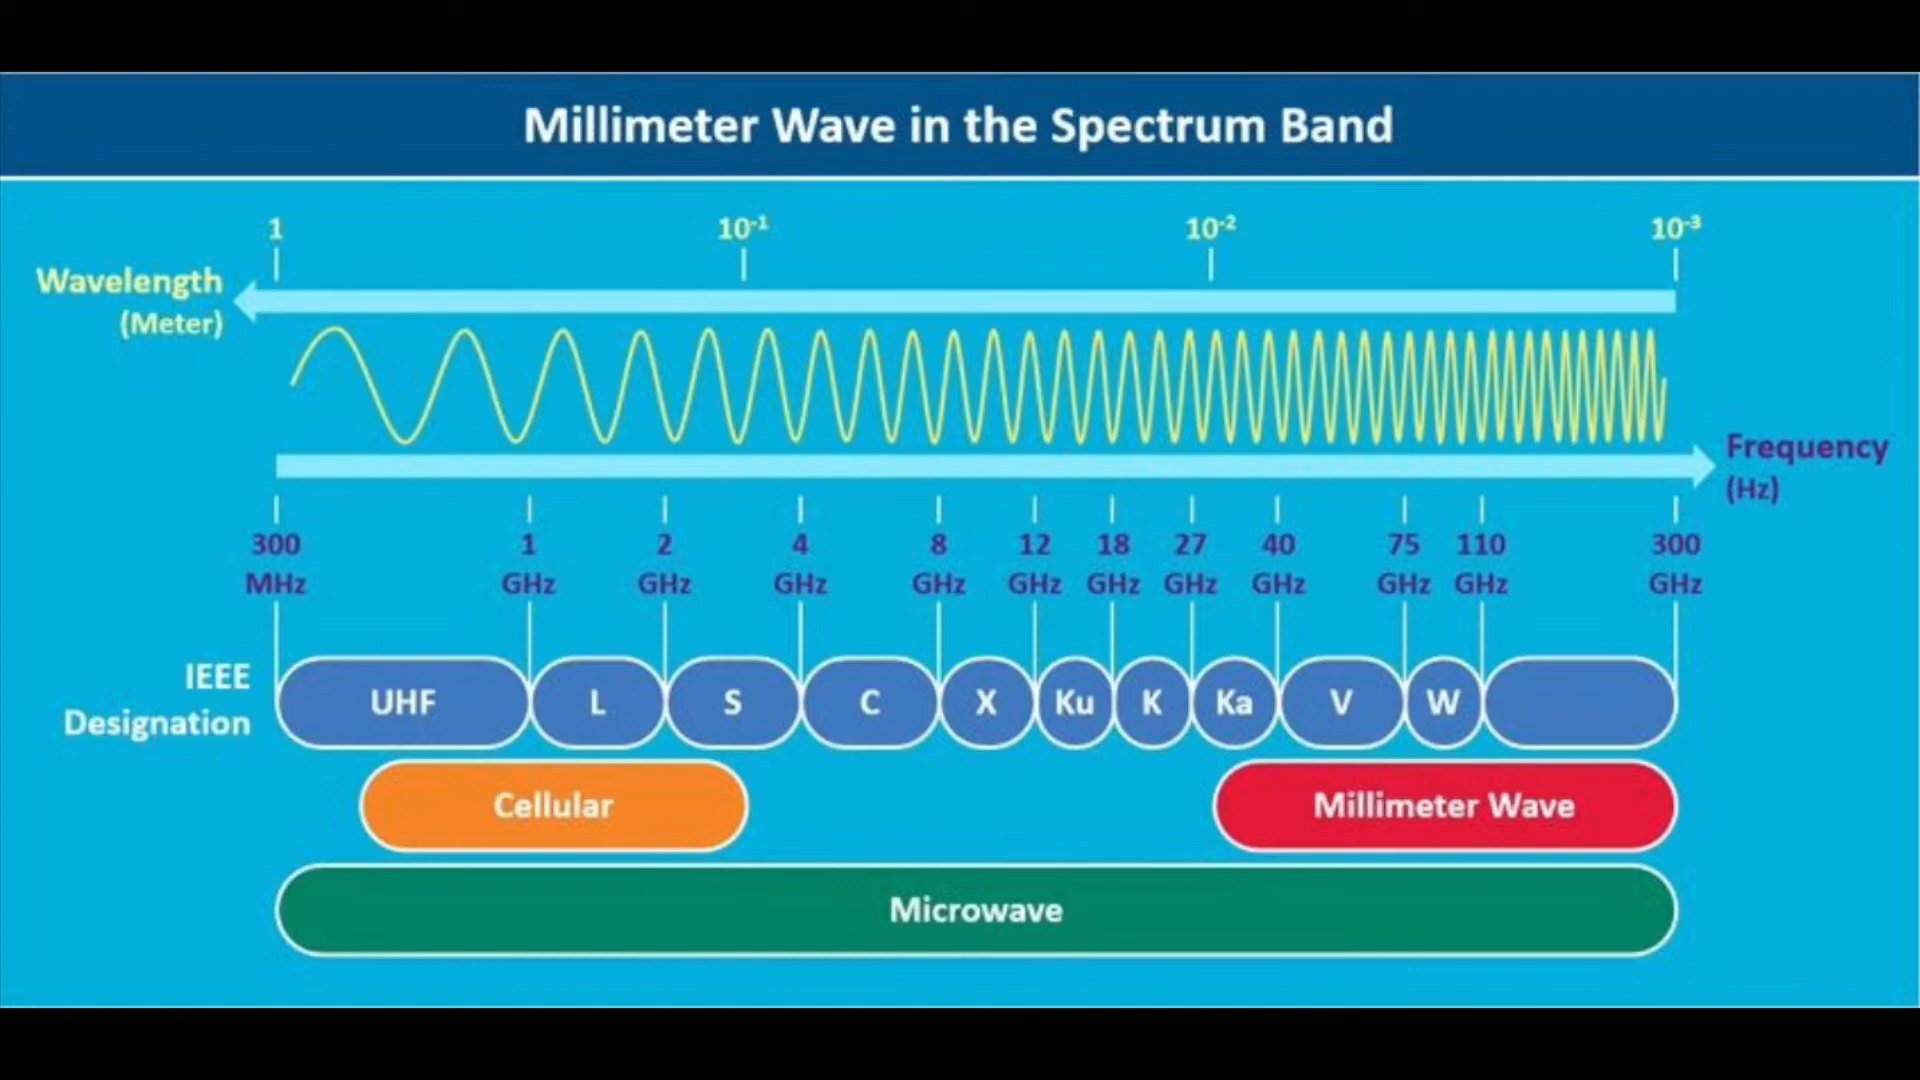 Millimeter Wave in the Spectrum Band
1 10⁻¹ 10⁻² 10⁻³
Wavelength
(Meter)
Frequency
(Hz)
300 1 2 4 8 12 18 27 40 75 110 300
MHz GHz GHz GHz GHz GHz GHz GHz GHz GHz GHz GHz
IEEE
Designation
UHF L S C X Ku K Ka V W
Cellular Millimeter Wave
Microwave